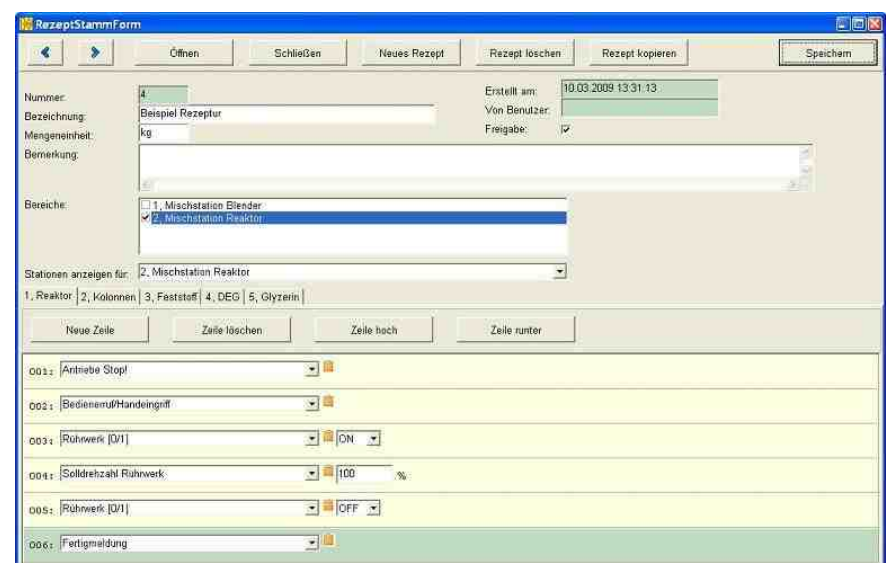 RezeptStammForm
Öffnen Schließen Neues Rezept Rezept löschen Rezept kopieren Speichern
Nummer: 4 Erstellt am: 10.03.2009 13:31:13
Bezeichnung: Beispiel Rezeptur Von Benutzer:
Mengeneinheit: kg Freigabe:
Bemerkung:
Bereiche: 1, Mischstation Blender
2, Mischstation Reaktor
Stationen anzeigen für: 2, Mischstation Reaktor
1, Reaktor 2, Kolonnen 3, Feststoff 4, DEG 5, Glyzerin
Neue Zeile Zeile löschen Zeile hoch Zeile runter
001: Antriebe Stop!
002: Bedienerruf/Handeingriff
003: Rührwerk [0/1] ON
004: Solldrehzahl Rührwerk 100 %
005: Rührwerk [0/1] OFF
006: Fertigmeldung